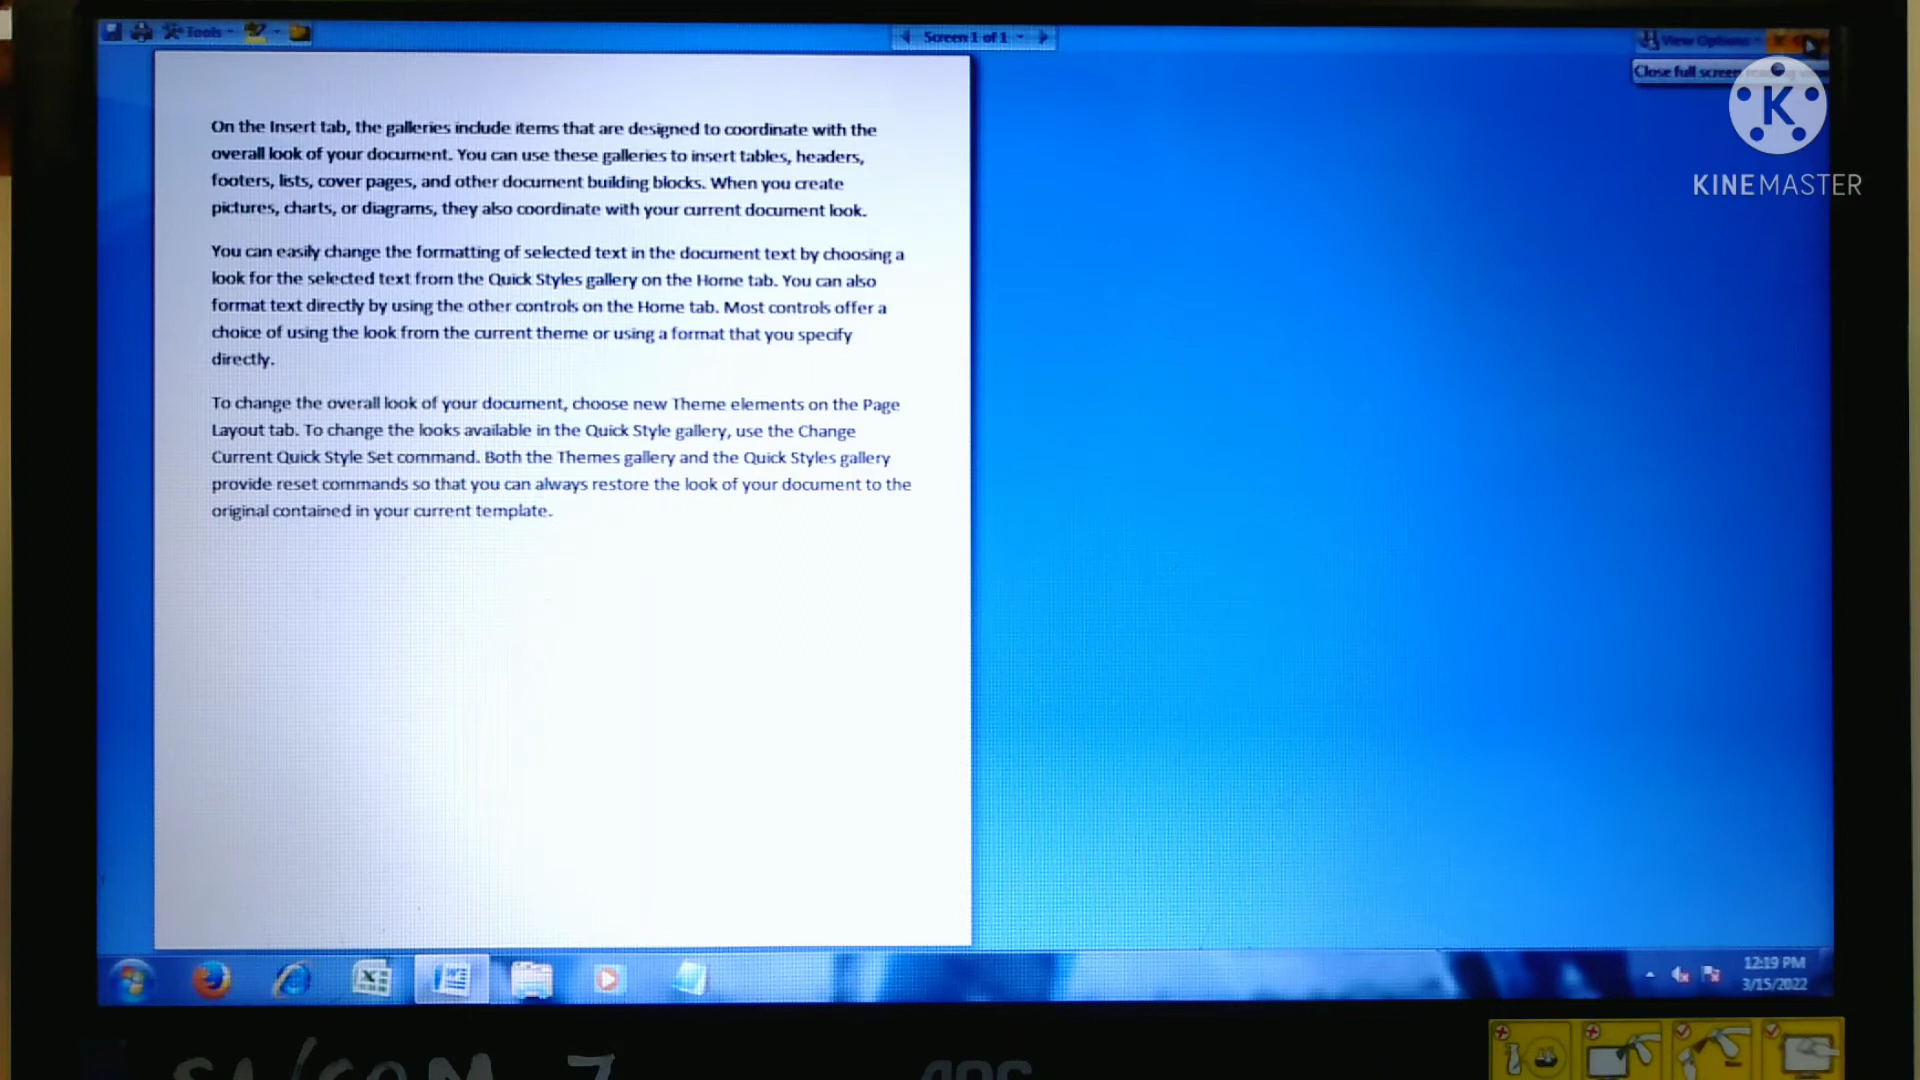 Tools
Screen 1 of 1
View Options
Close full screen
K
KINEMASTER
On the Insert tab, the galleries include items that are designed to coordinate with the
overall look of your document. You can use these galleries to insert tables, headers,
footers, lists, cover pages, and other document building blocks. When you create
pictures, charts, or diagrams, they also coordinate with your current document look.
You can easily change the formatting of selected text in the document text by choosing a
look for the selected text from the Quick Styles gallery on the Home tab. You can also
format text directly by using the other controls on the Home tab. Most controls offer a
choice of using the look from the current theme or using a format that you specify
directly.
To change the overall look of your document, choose new Theme elements on the Page
Layout tab. To change the looks available in the Quick Style gallery, use the Change
Current Quick Style Set command. Both the Themes gallery and the Quick Styles gallery
provide reset commands so that you can always restore the look of your document to the
original contained in your current template.
12:19 PM
3/15/2022